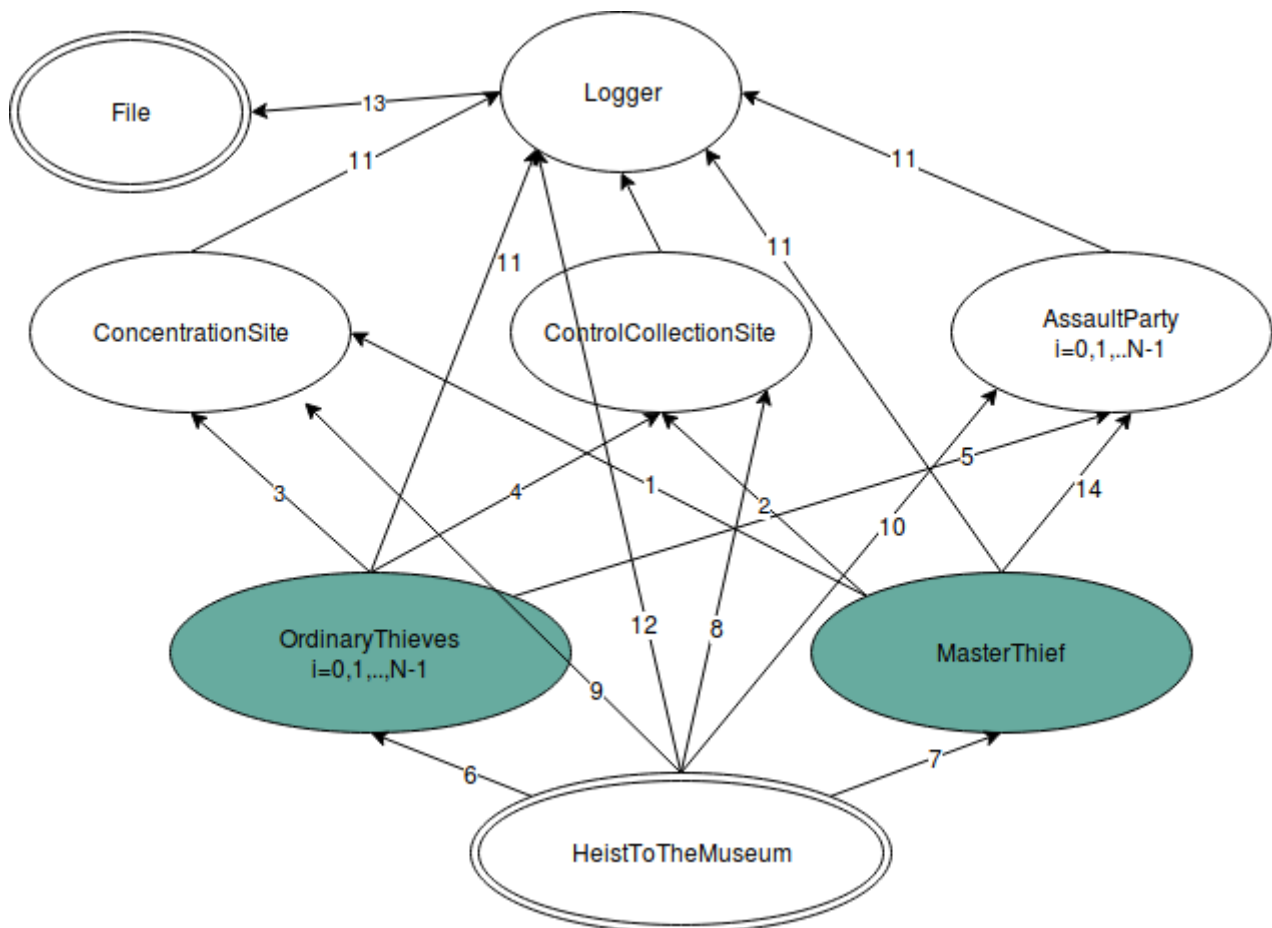 Logger
File
13
11
11
11
11
ConcentrationSite
ControlCollectionSite
AssaultParty
i=0,1,..N-1
3
4
1
2
5
14
10
OrdinaryThieves
i=0,1,..,N-1
MasterThief
12
8
9
6
7
HeistToTheMuseum